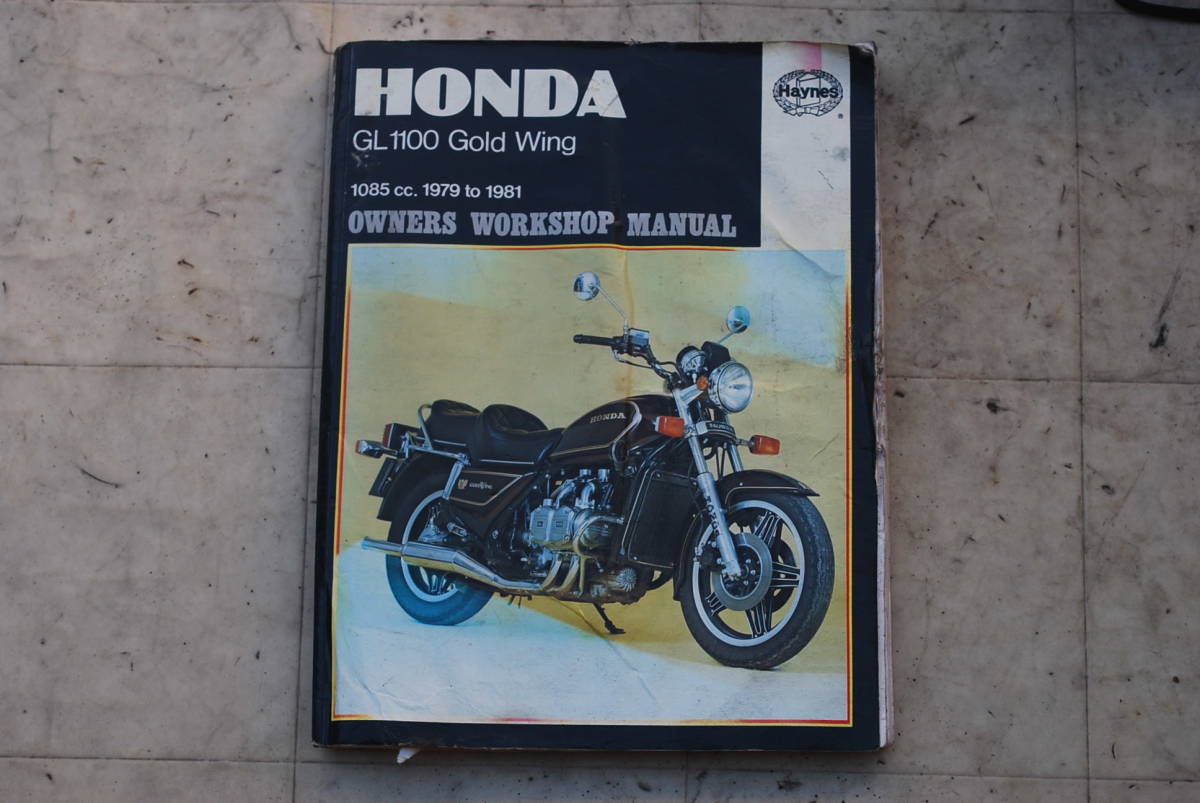 HONDA
Haynes
®
GL1100 Gold Wing
1085 cc. 1979 to 1981
OWNERS WORKSHOP MANUAL
HONDA